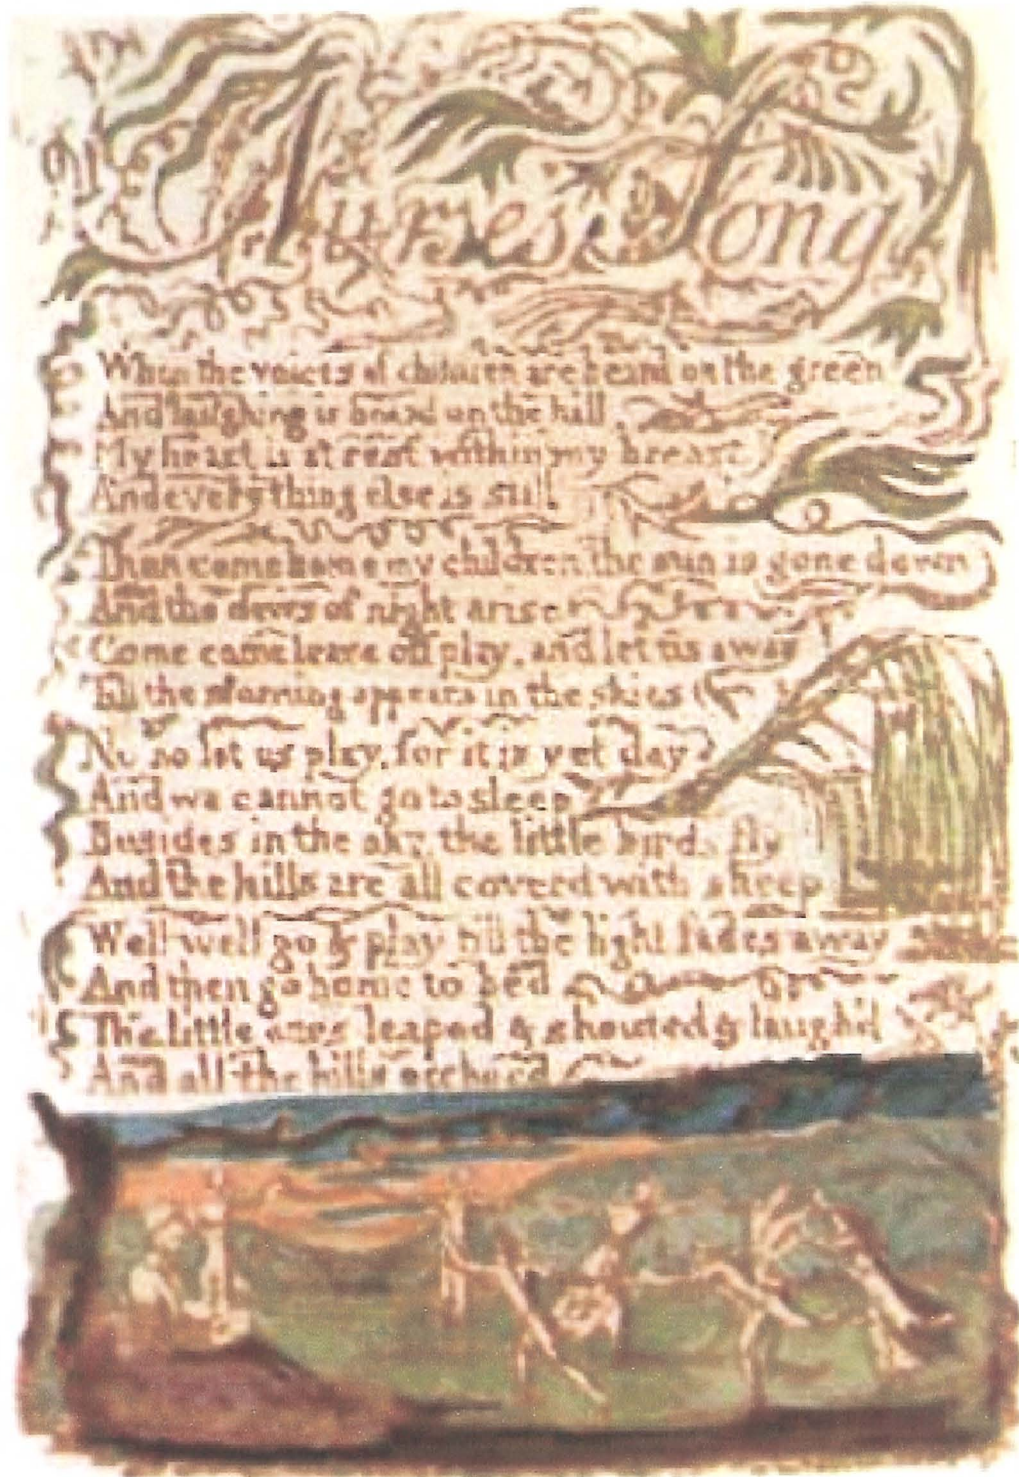 Nurses Song
When the voices of children are heard on the green
And laughing is heard on the hill,
My heart is at rest within my breast
And every thing else is still
Then come home my children, the sun is gone down
And the dews of night arise
Come come leave off play, and let us away
Till the morning appears in the skies
No no let us play, for it is yet day
And we cannot go to sleep
Besides in the sky, the little birds fly
And the hills are all coverd with sheep
Well well go & play till the light fades away
And then go home to bed
The little ones leaped & shouted & laugh'd
And all the hills ecchoed